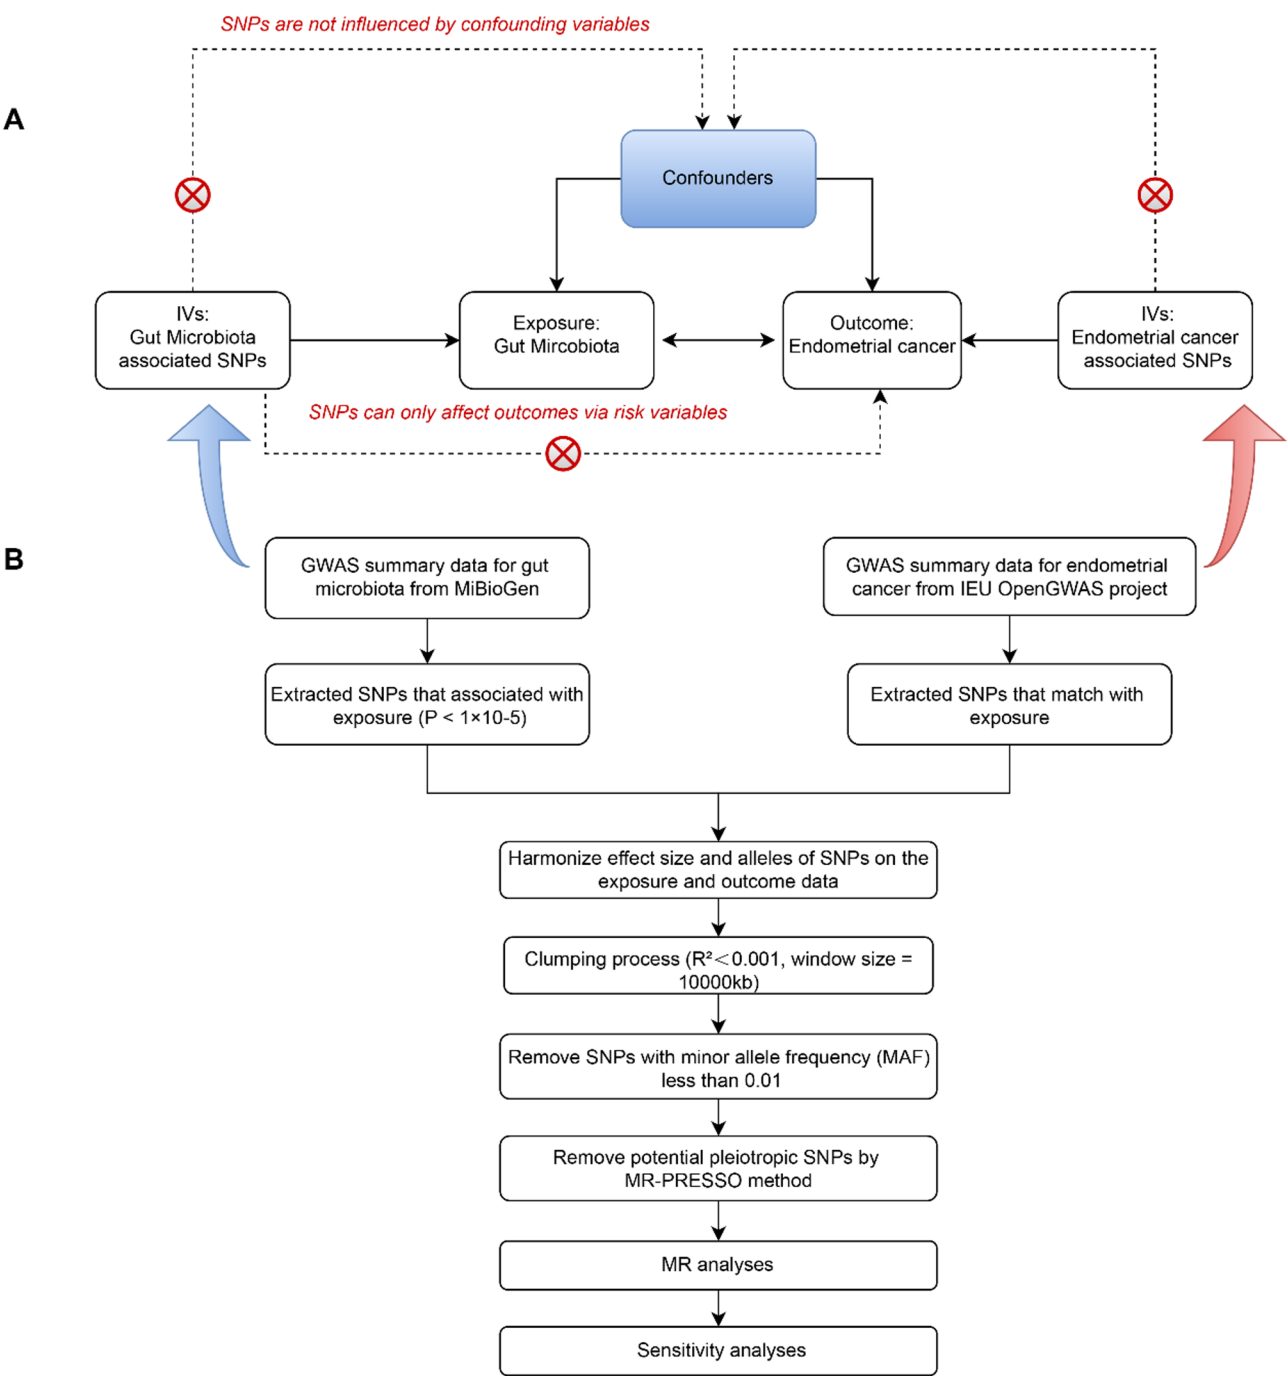 SNPs are not influenced by confounding variables
A
Confounders
IVs:
Gut Microbiota
associated SNPs
Exposure:
Gut Mircobiota
Outcome:
Endometrial cancer
IVs:
Endometrial cancer
associated SNPs
SNPs can only affect outcomes via risk variables
B
GWAS summary data for gut
microbiota from MiBioGen
GWAS summary data for endometrial
cancer from IEU OpenGWAS project
Extracted SNPs that associated with
exposure (P < 1×10-5)
Extracted SNPs that match with
exposure
Harmonize effect size and alleles of SNPs on the
exposure and outcome data
Clumping process (R²<0.001, window size =
10000kb)
Remove SNPs with minor allele frequency (MAF)
less than 0.01
Remove potential pleiotropic SNPs by
MR-PRESSO method
MR analyses
Sensitivity analyses